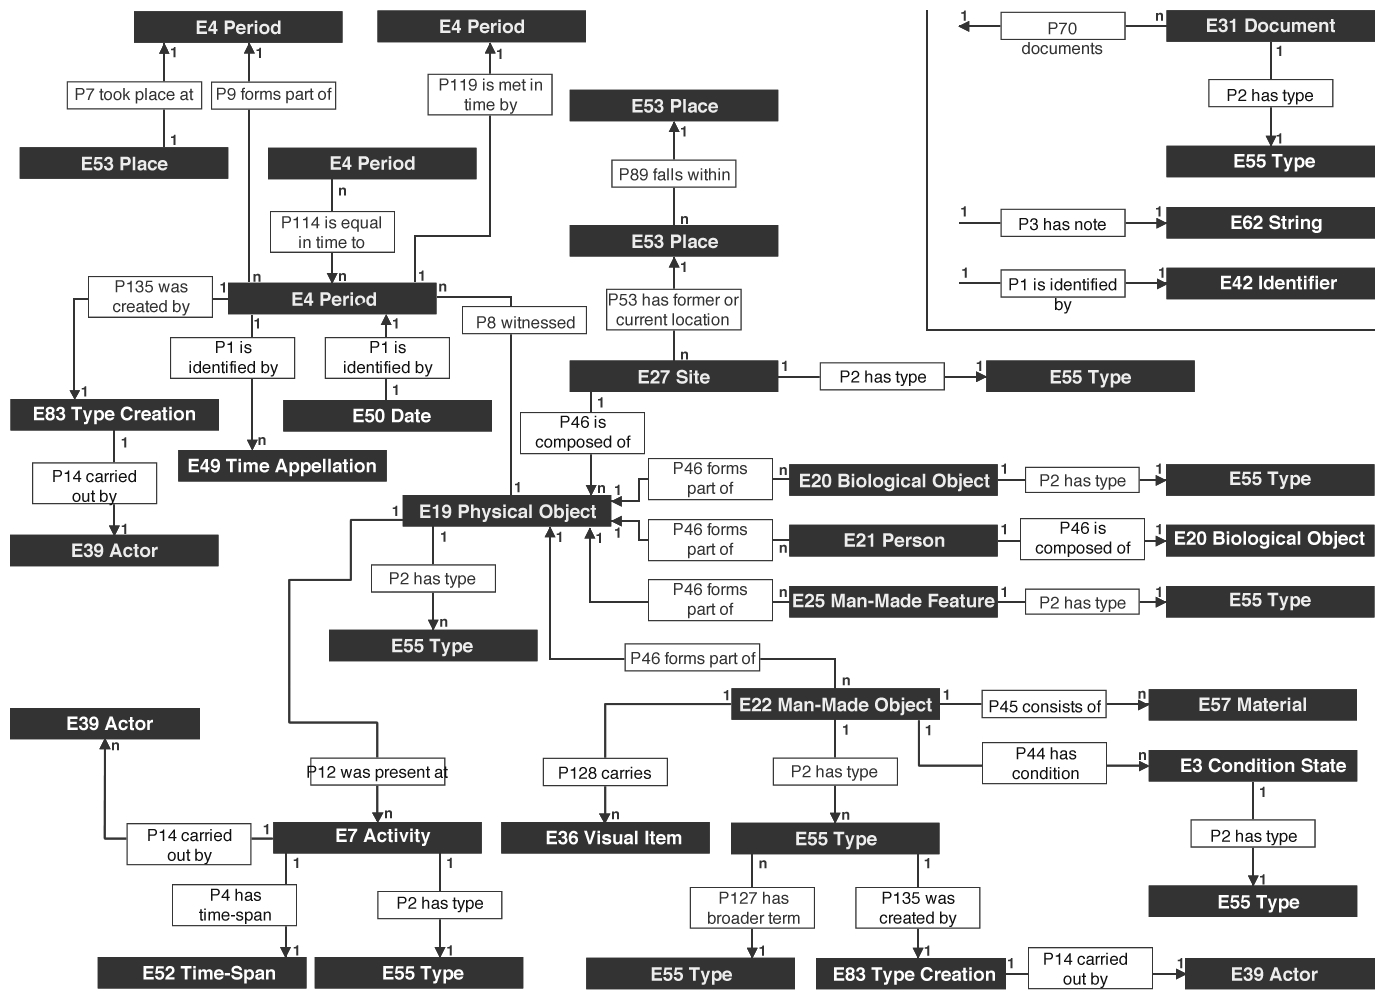 E4 Period
1
P7 took place at
1
E53 Place
1
P9 forms part of
n
E4 Period
1
P119 is met in
time by
1
E4 Period
n
P114 is equal
in time to
n
E4 Period
1
P135 was
created by
1
E83 Type Creation
1
P14 carried
out by
1
E39 Actor
1
P1 is
identified by
n
E49 Time Appellation
1
P1 is
identified by
1
E50 Date
n
P8 witnessed
1
E53 Place
1
P89 falls within
n
E53 Place
1
P53 has former or
current location
n
E27 Site
1
P2 has type
1
E55 Type
1
P46 is
composed of
n
1
P70
documents
n
E31 Document
1
P2 has type
1
E55 Type
1
P3 has note
1
E62 String
1
P1 is identified
by
1
E42 Identifier
E19 Physical Object
1
P46 forms
part of
n
E20 Biological Object
1
P2 has type
1
E55 Type
1
P46 forms
part of
n
E21 Person
1
P46 is
composed of
1
E20 Biological Object
1
P46 forms
part of
n
E25 Man-Made Feature
1
P2 has type
1
E55 Type
1
P2 has type
n
E55 Type
1
P46 forms part of
n
E22 Man-Made Object
1
P45 consists of
n
E57 Material
1
P44 has
condition
n
E3 Condition State
1
P2 has type
1
E55 Type
1
P128 carries
n
E36 Visual Item
1
P2 has type
n
E55 Type
n
P127 has
broader term
1
E55 Type
1
P135 was
created by
1
E83 Type Creation
1
P14 carried
out by
1
E39 Actor
1
P12 was present at
n
E7 Activity
1
P14 carried
out by
n
E39 Actor
1
P4 has
time-span
1
E52 Time-Span
1
P2 has type
1
E55 Type